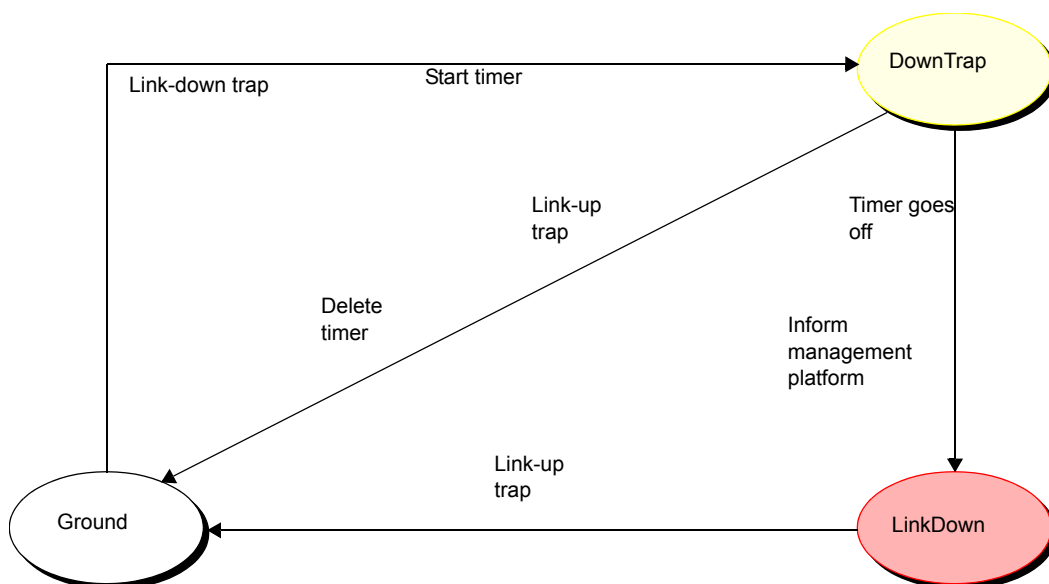 DownTrap
Link-down trap
Start timer
Link-up
trap
Timer goes
off
Delete
timer
Inform
management
platform
Link-up
trap
Ground
LinkDown